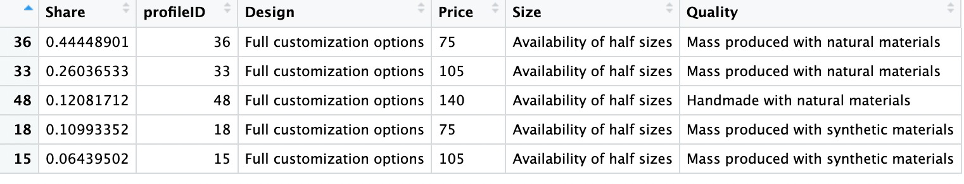 Share profileID Design Price Size Quality
36 0.44448901 36 Full customization options 75 Availability of half sizes Mass produced with natural materials
33 0.26036533 33 Full customization options 105 Availability of half sizes Mass produced with natural materials
48 0.12081712 48 Full customization options 140 Availability of half sizes Handmade with natural materials
18 0.10993352 18 Full customization options 75 Availability of half sizes Mass produced with synthetic materials
15 0.06439502 15 Full customization options 105 Availability of half sizes Mass produced with synthetic materials